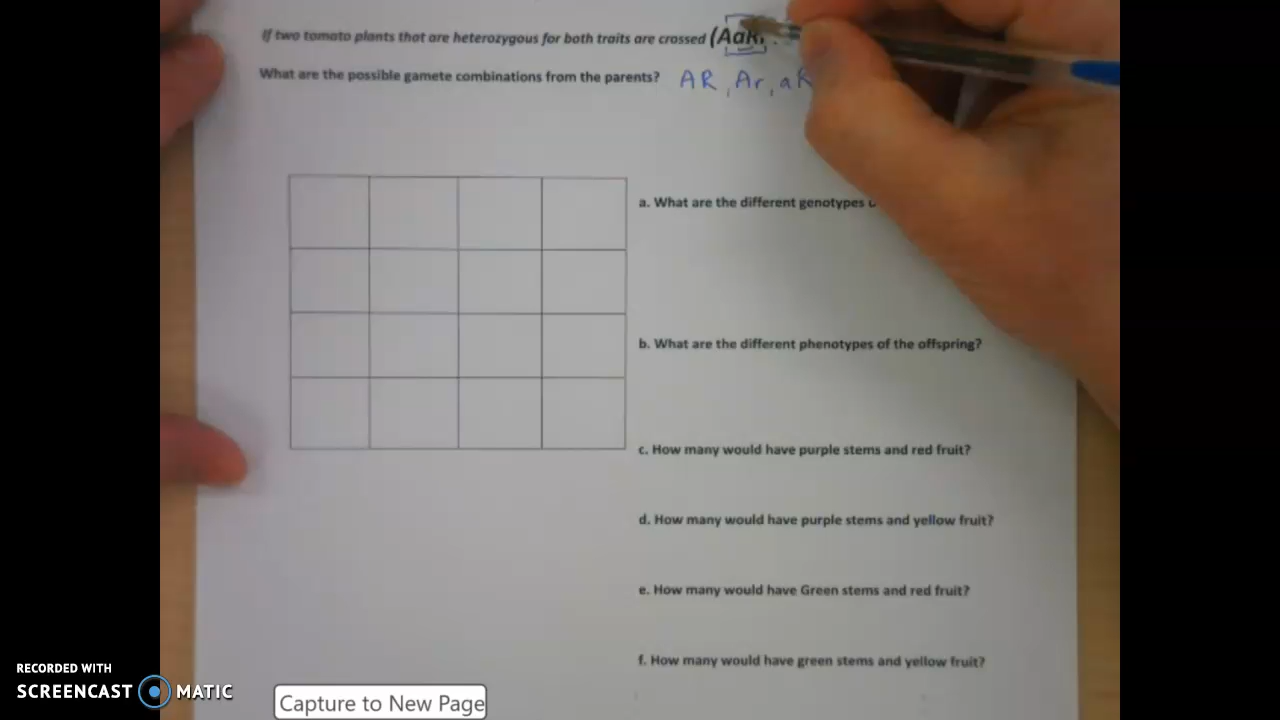 If two tomato plants that are heterozygous for both traits are crossed (AaR
What are the possible gamete combinations from the parents? AR, Ar, aR
a. What are the different genotypes
b. What are the different phenotypes of the offspring?
c. How many would have purple stems and red fruit?
d. How many would have purple stems and yellow fruit?
e. How many would have Green stems and red fruit?
f. How many would have green stems and yellow fruit?
RECORDED WITH
SCREENCAST MATIC
Capture to New Page